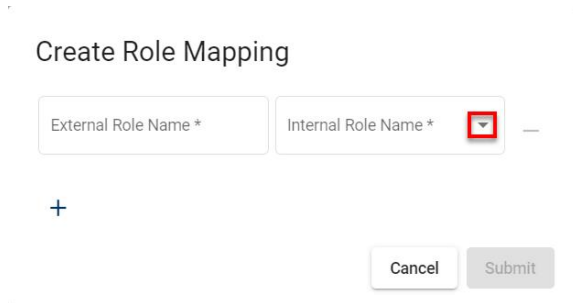 Create Role Mapping
External Role Name * Internal Role Name *
Cancel Submit